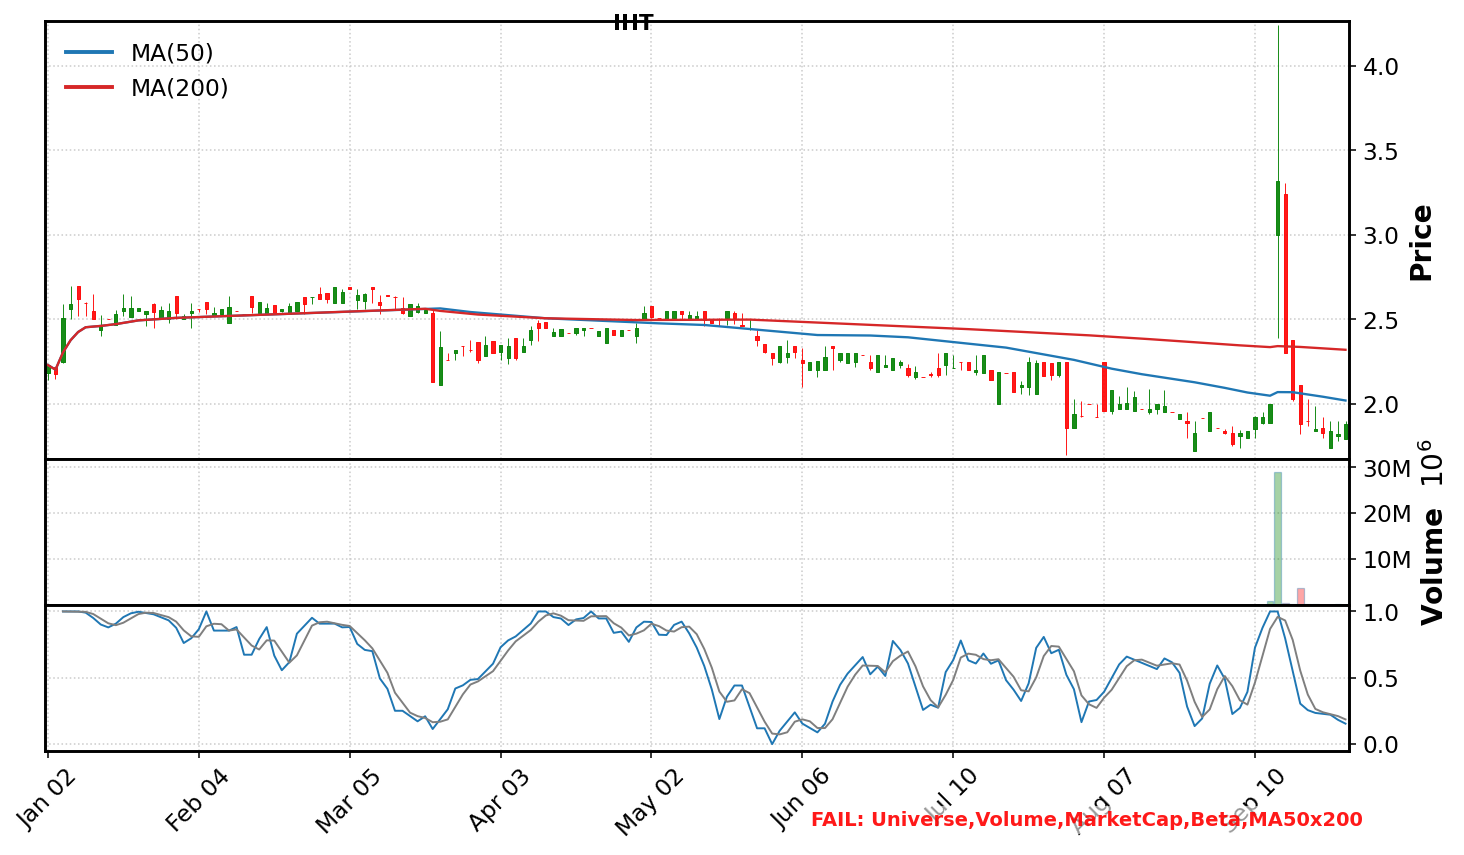 IHT
MA(50)
MA(200)
4.0
3.5
3.0
2.5
2.0
Price
30M
20M
10M
Volume 10^6
1.0
0.5
0.0
Jan 02
Feb 04
Mar 05
Apr 03
May 02
Jun 06
Jul 10
Aug 07
Sep 10
FAIL: Universe,Volume,MarketCap,Beta,MA50x200